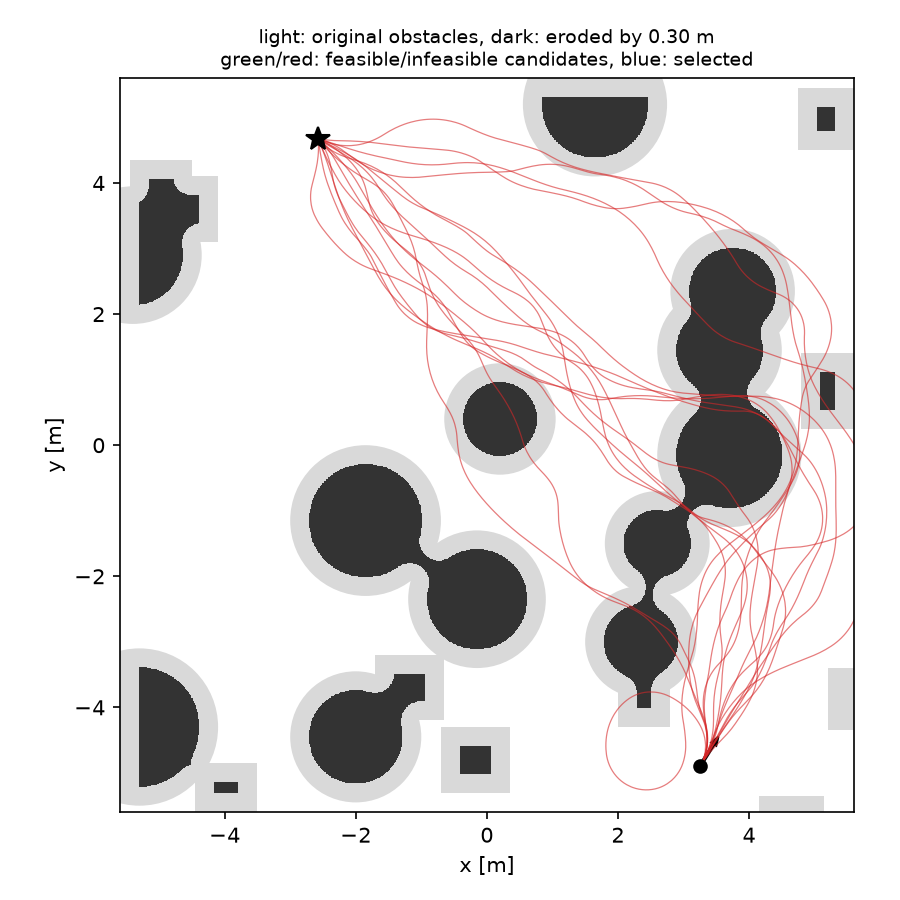 light: original obstacles, dark: eroded by 0.30 m
green/red: feasible/infeasible candidates, blue: selected
4
2
0
−2
−4
y [m]
−4
−2
0
2
4
x [m]